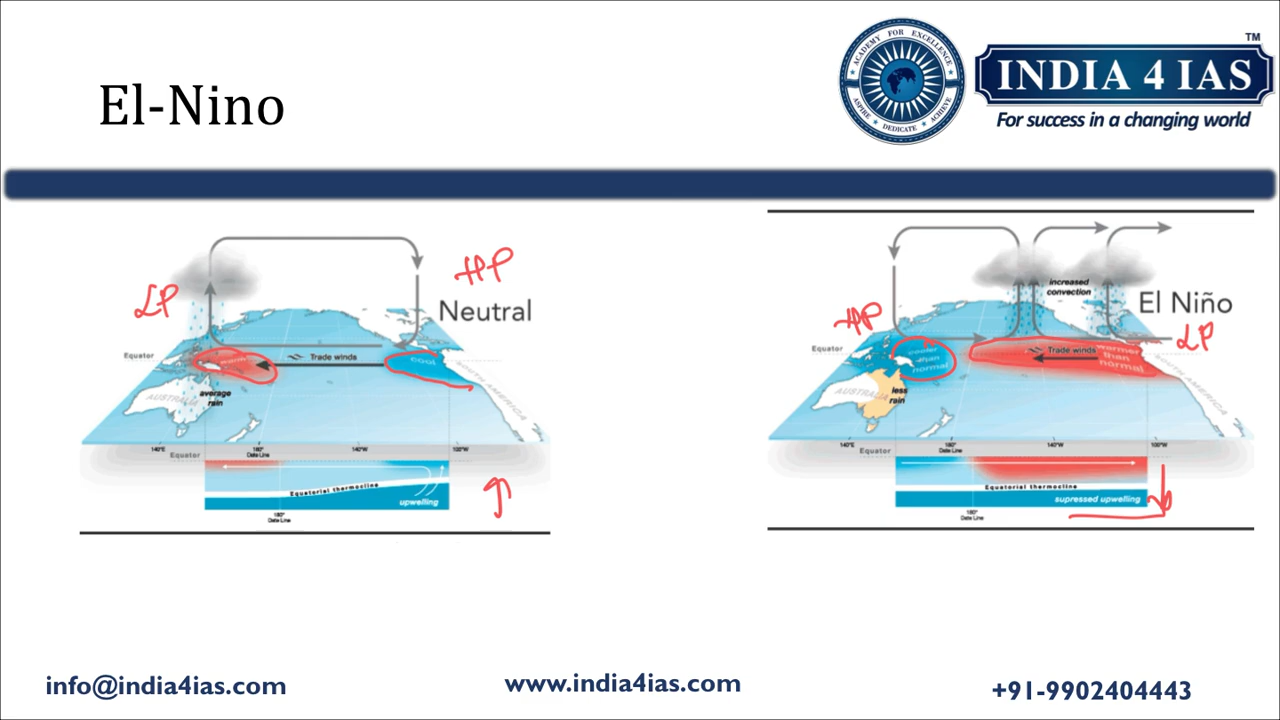 El-Nino
ACADEMY FOR EXCELLENCE
ASPIRE DEDICATE ACHIEVE
INDIA 4 IAS
TM
For success in a changing world
LP
HP
Neutral
Equator
warm
Trade winds
cool
AUSTRALIA
average
rain
SOUTH AMERICA
140°E
180°
Date Line
140°W
100°W
Equator
Equatorial thermocline
upwelling
180°
Date Line
increased
convection
El Niño
HP
LP
Equator
cooler
than
normal
Trade winds
warmer
than
normal
AUSTRALIA
less
rain
SOUTH AMERICA
140°E
180°
Date Line
140°W
100°W
Equator
Equatorial thermocline
supressed upwelling
180°
Date Line
info@india4ias.com
www.india4ias.com
+91-9902404443